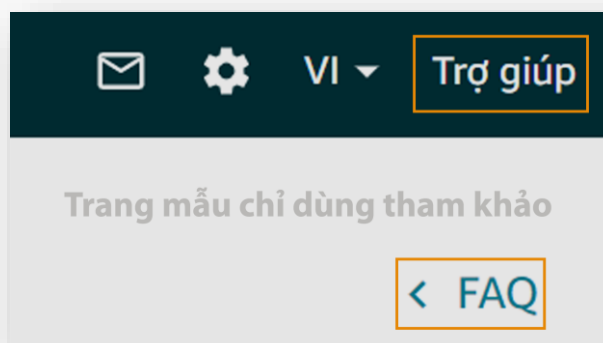 VI Trợ giúp
Trang mẫu chỉ dùng tham khảo
FAQ